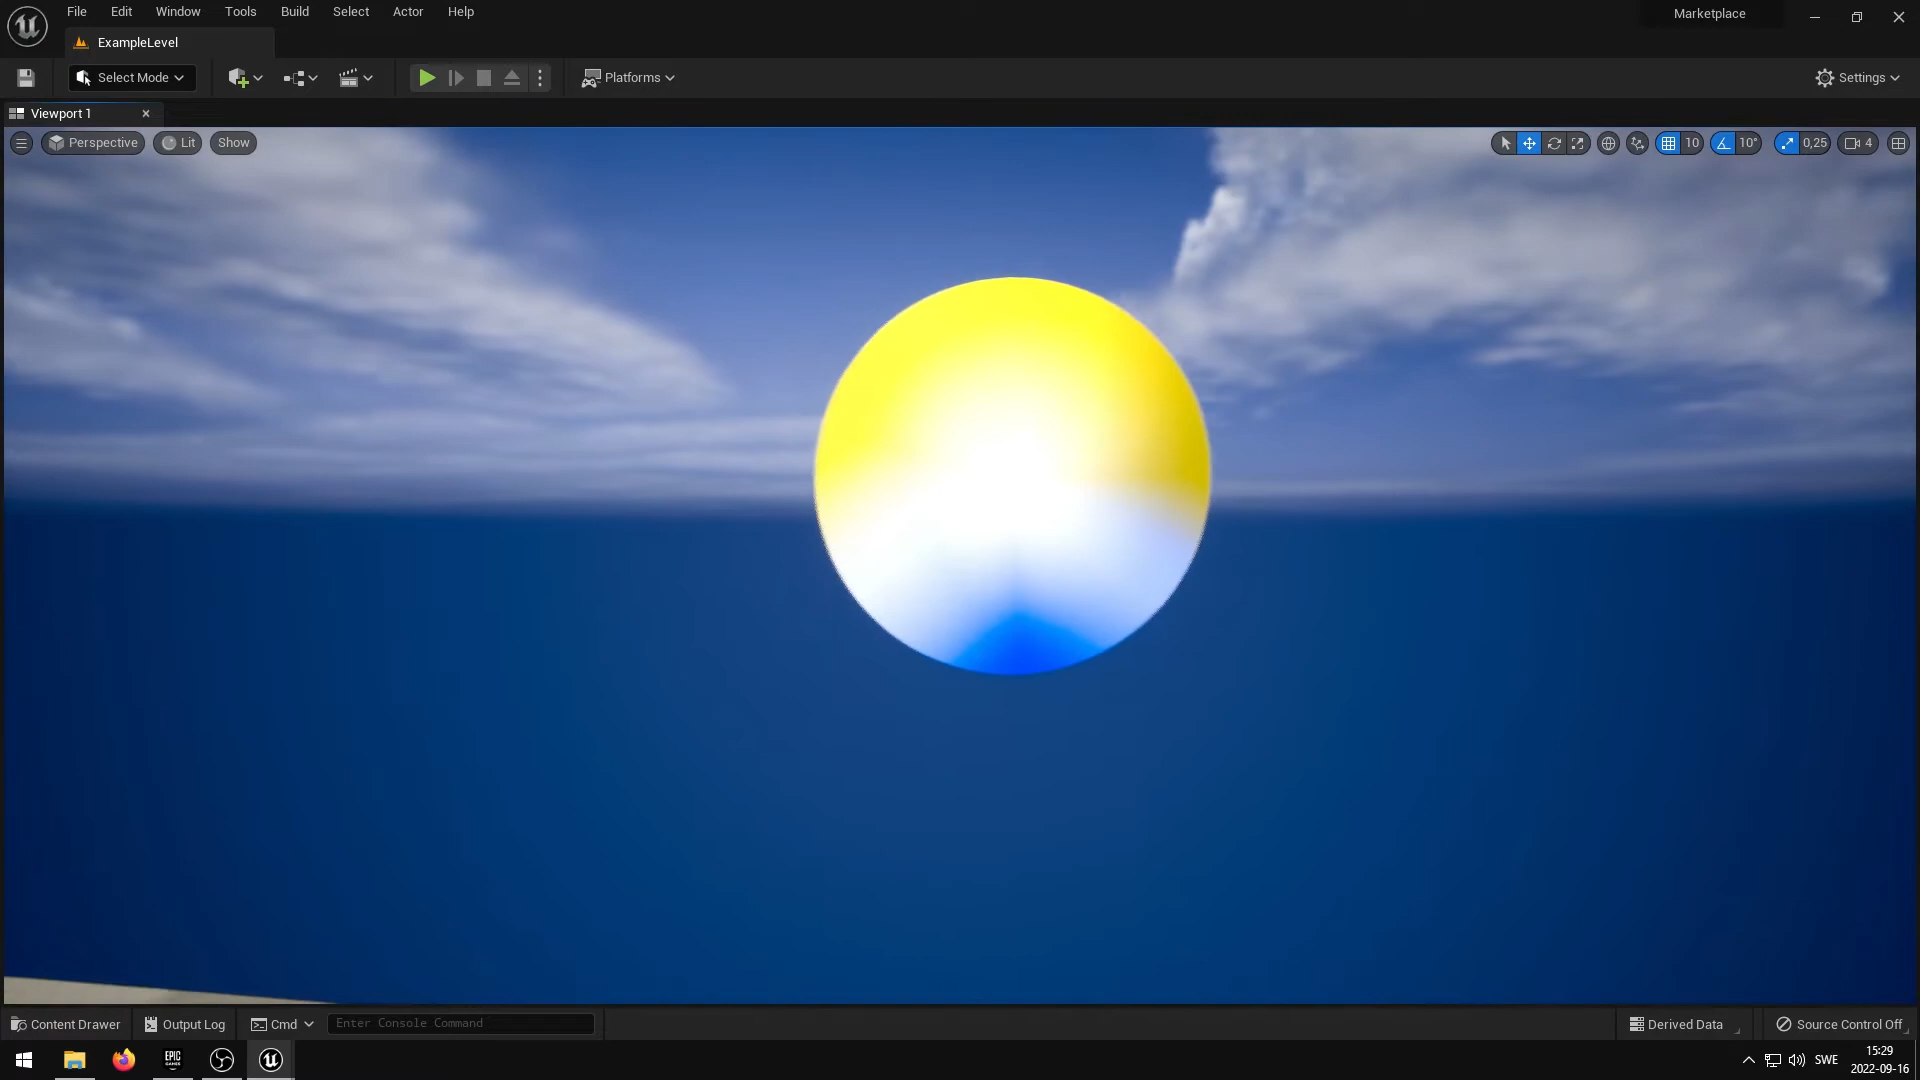 File Edit Window Tools Build Select Actor Help
Marketplace
ExampleLevel
Select Mode
Platforms
Settings
Viewport 1
Perspective Lit Show
10 10° 0,25 4
Content Drawer Output Log Cmd Enter Console Command
Derived Data Source Control Off
EPIC GAMES
SWE
15:29
2022-09-16